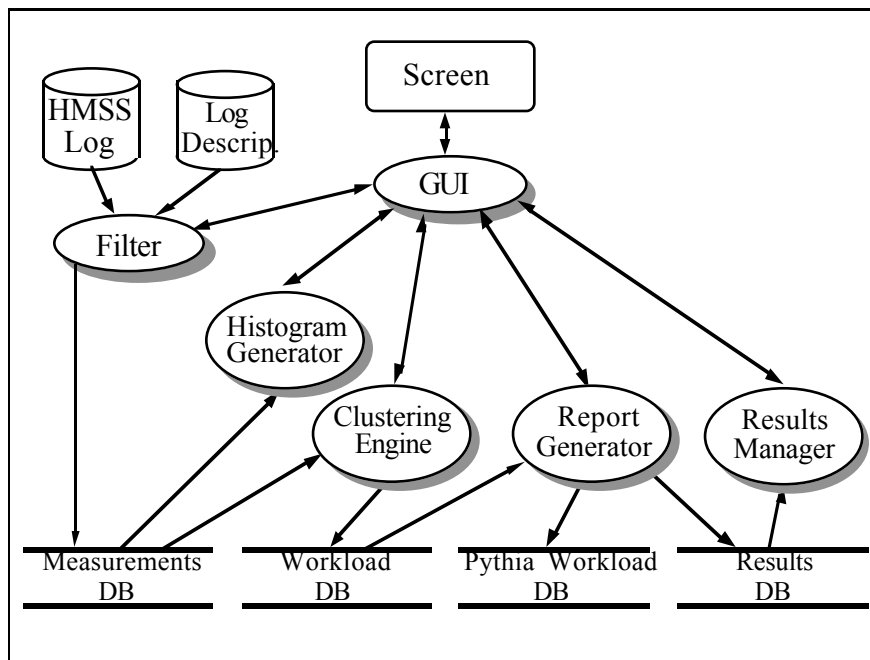 Screen
HMSS
Log
Log
Descrip.
GUI
Filter
Histogram
Generator
Clustering
Engine
Report
Generator
Results
Manager
Measurements
DB
Workload
DB
Pythia Workload
DB
Results
DB